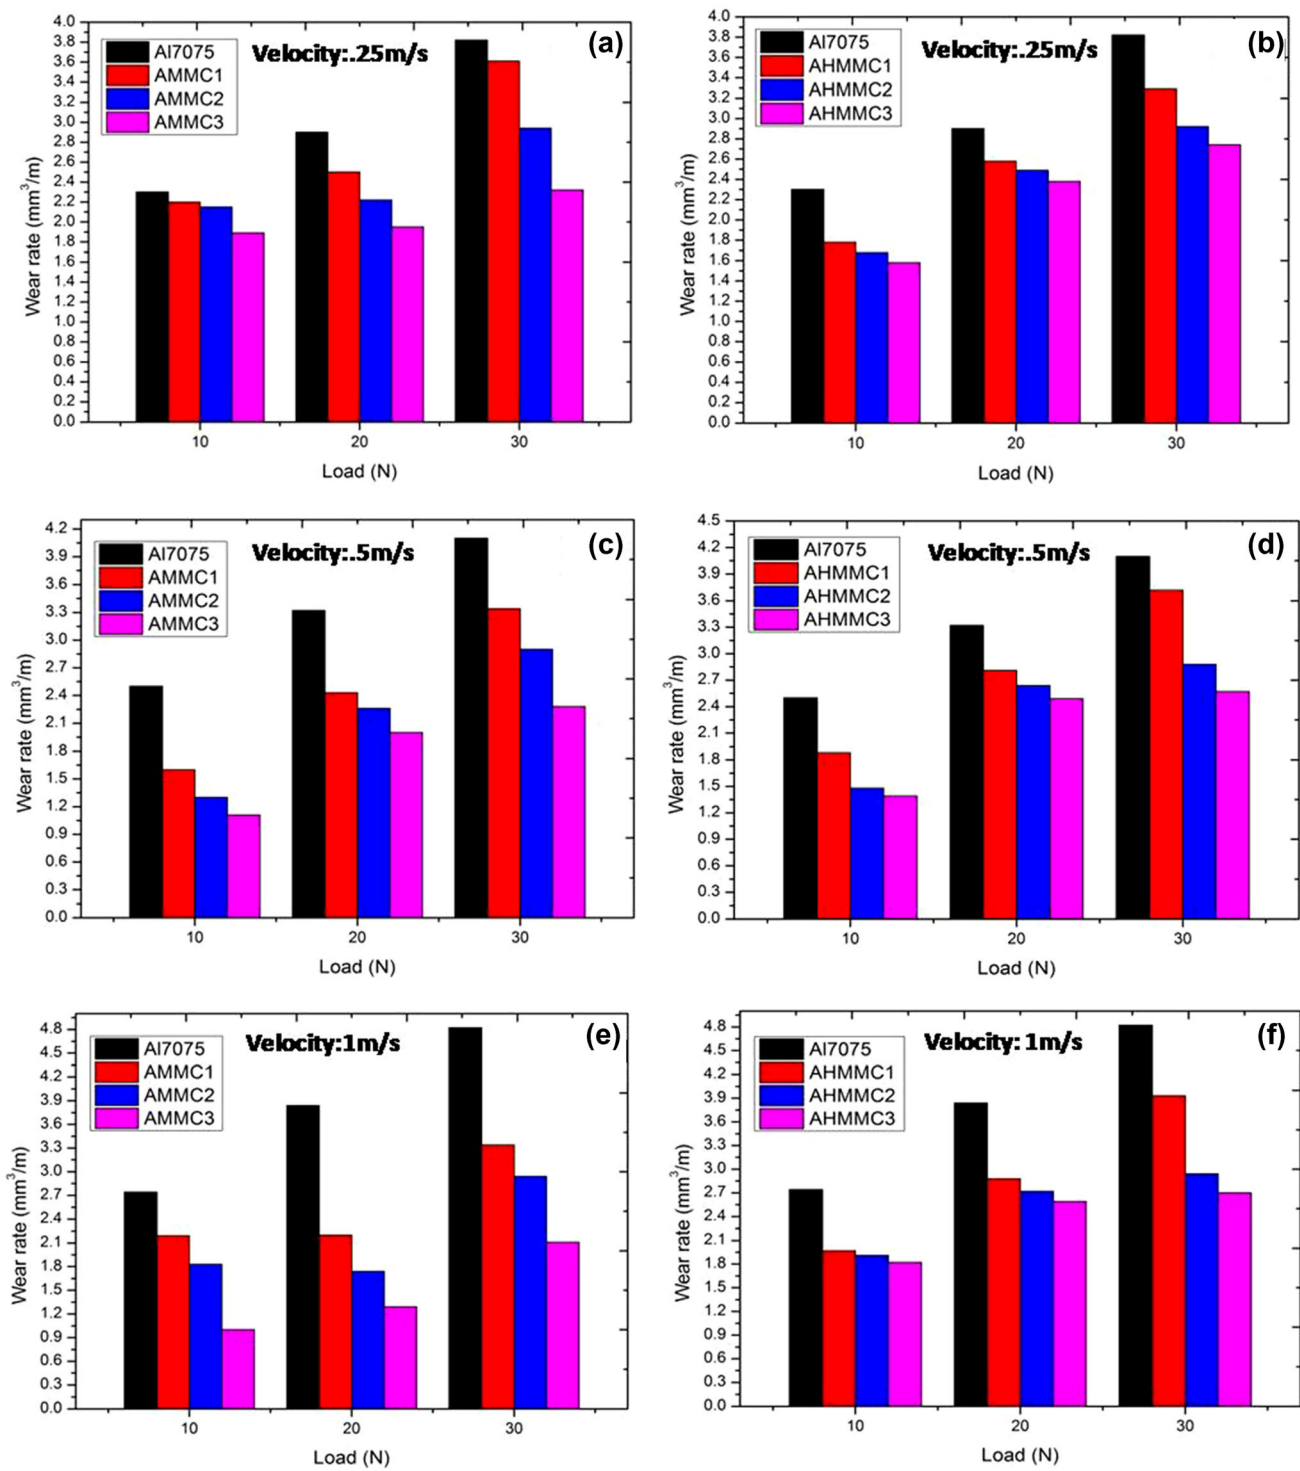 (a)
Velocity:.25m/s
Al7075
AMMC1
AMMC2
AMMC3
Wear rate (mm³/m)
4.0
3.8
3.6
3.4
3.2
3.0
2.8
2.6
2.4
2.2
2.0
1.8
1.6
1.4
1.2
1.0
0.8
0.6
0.4
0.2
0.0
10 20 30
Load (N)
(b)
Velocity:.25m/s
Al7075
AHMMC1
AHMMC2
AHMMC3
Wear rate (mm³/m)
4.0
3.8
3.6
3.4
3.2
3.0
2.8
2.6
2.4
2.2
2.0
1.8
1.6
1.4
1.2
1.0
0.8
0.6
0.4
0.2
0.0
10 20 30
Load (N)
(c)
Velocity:.5m/s
Al7075
AMMC1
AMMC2
AMMC3
Wear rate (mm³/m)
4.2
3.9
3.6
3.3
3.0
2.7
2.4
2.1
1.8
1.5
1.2
0.9
0.6
0.3
0.0
10 20 30
Load (N)
(d)
Velocity:.5m/s
Al7075
AHMMC1
AHMMC2
AHMMC3
Wear rate (mm³/m)
4.5
4.2
3.9
3.6
3.3
3.0
2.7
2.4
2.1
1.8
1.5
1.2
0.9
0.6
0.3
0.0
10 20 30
Load (N)
(e)
Velocity:1m/s
Al7075
AMMC1
AMMC2
AMMC3
Wear rate (mm³/m)
4.8
4.5
4.2
3.9
3.6
3.3
3.0
2.7
2.4
2.1
1.8
1.5
1.2
0.9
0.6
0.3
0.0
10 20 30
Load (N)
(f)
Velocity: 1m/s
Al7075
AHMMC1
AHMMC2
AHMMC3
Wear rate (mm³/m)
4.8
4.5
4.2
3.9
3.6
3.3
3.0
2.7
2.4
2.1
1.8
1.5
1.2
0.9
0.6
0.3
0.0
10 20 30
Load (N)